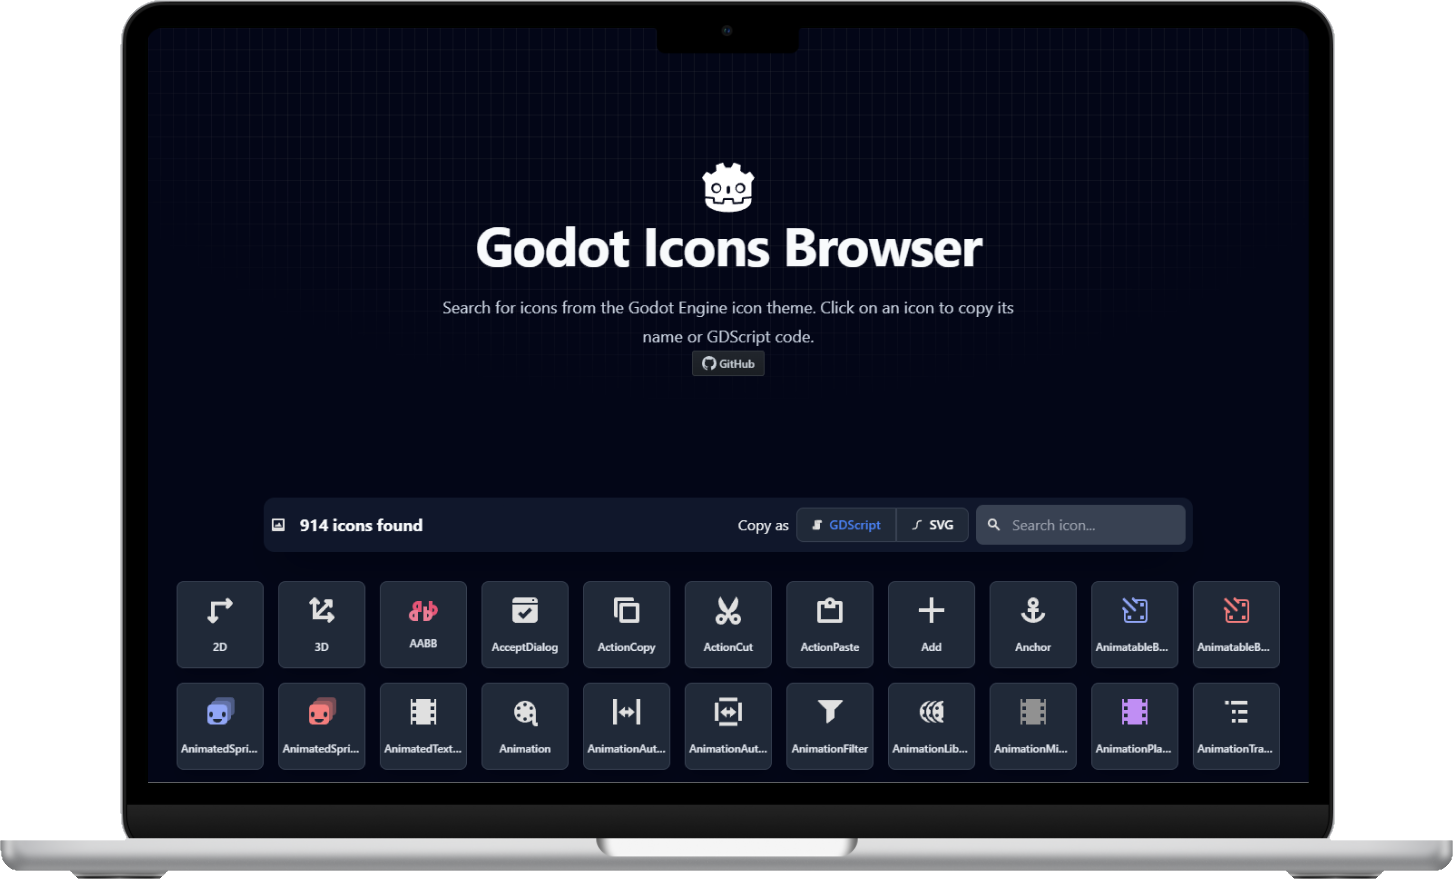 Godot Icons Browser
Search for icons from the Godot Engine icon theme. Click on an icon to copy its
name or GDScript code.
GitHub
914 icons found
Copy as
GDScript
SVG
Search icon...
2D
3D
AABB
AcceptDialog
ActionCopy
ActionCut
ActionPaste
Add
Anchor
AnimatableB...
AnimatableB...
AnimatedSpri...
AnimatedSpri...
AnimatedText...
Animation
AnimationAut...
AnimationAut...
AnimationFilter
AnimationLib...
AnimationMi...
AnimationPla...
AnimationTra...